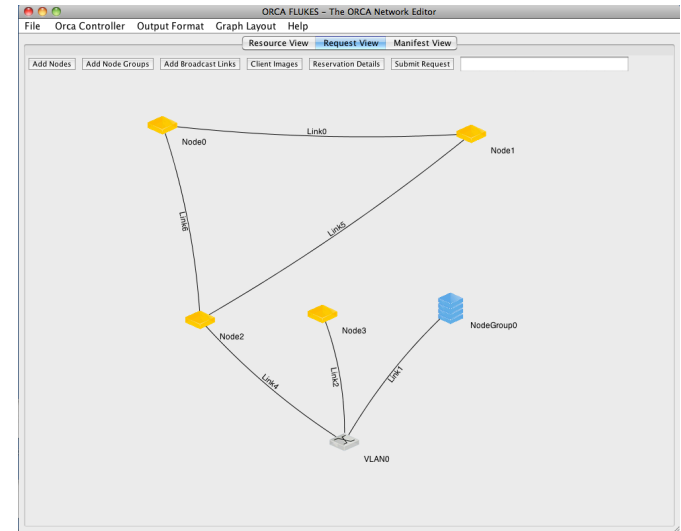 ORCA FLUKES - The ORCA Network Editor
File Orca Controller Output Format Graph Layout Help
Resource View Request View Manifest View
Add Nodes Add Node Groups Add Broadcast Links Client Images Reservation Details Submit Request
Link0
Node0
Node1
Link6
Link5
Node2
Node3
NodeGroup0
Link4
Link2
Link1
VLAN0